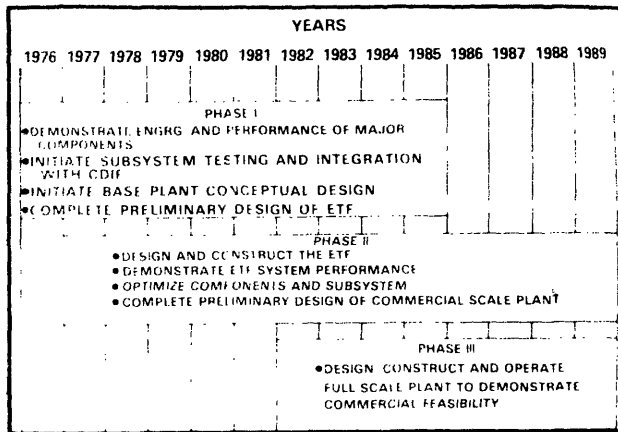 YEARS
1976 1977 1978 1979 1980 1981 1982 1983 1984 1985 1986 1987 1988 1989
PHASE I
•DEMONSTRATE ENGRG AND PERFORMANCE OF MAJOR
COMPONENTS
•INITIATE SUBSYSTEM TESTING AND INTEGRATION
WITH CDIF
•INITIATE BASE PLANT CONCEPTUAL DESIGN
•COMPLETE PRELIMINARY DESIGN OF ETF
PHASE II
•DESIGN AND CONSTRUCT THE ETF
•DEMONSTRATE ETF SYSTEM PERFORMANCE
•OPTIMIZE COMPONENTS AND SUBSYSTEM
•COMPLETE PRELIMINARY DESIGN OF COMMERCIAL SCALE PLANT
PHASE III
•DESIGN CONSTRUCT AND OPERATE
FULL SCALE PLANT TO DEMONSTRATE
COMMERCIAL FEASIBILITY